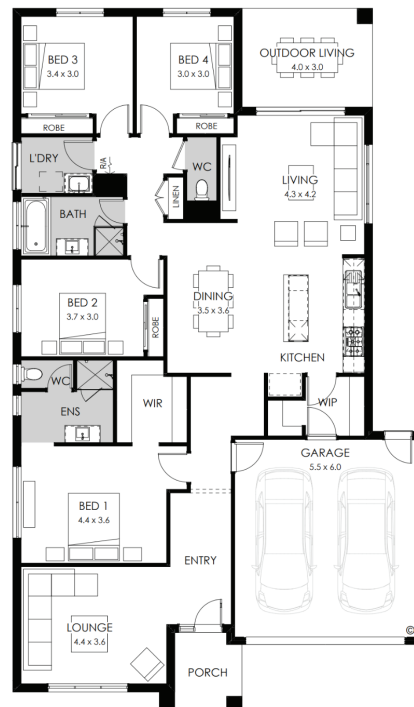 BED 3
3.4 x 3.0
BED 4
3.0 x 3.0
OUTDOOR LIVING
4.0 x 3.0
ROBE
ROBE
L'DRY
R/A
WC
LINEN
LIVING
4.3 x 4.2
BATH
BED 2
3.7 x 3.0
ROBE
DINING
3.5 x 3.6
KITCHEN
WC
ENS
WIR
WIP
GARAGE
5.5 x 6.0
BED 1
4.4 x 3.6
ENTRY
LOUNGE
4.4 x 3.6
PORCH
©